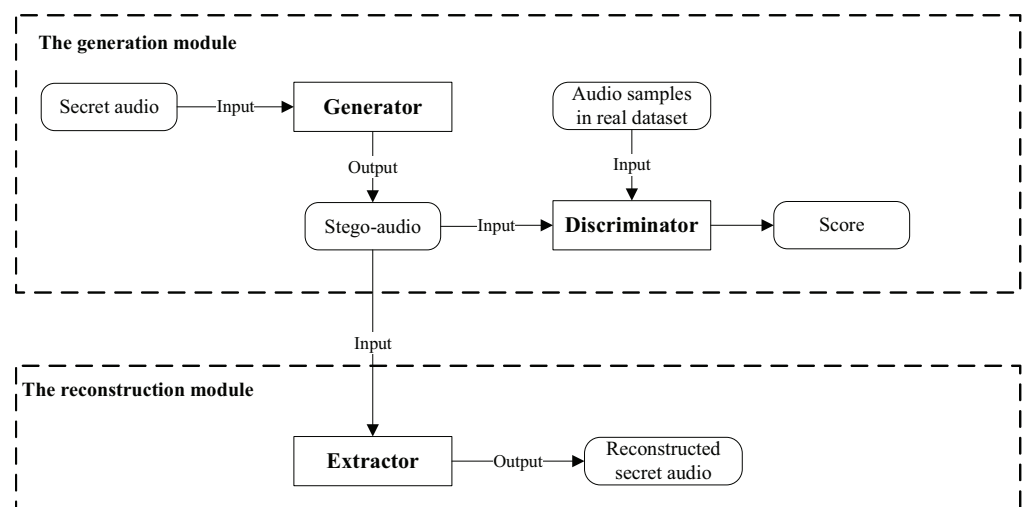 The generation module
Secret audio
Input
Generator
Audio samples
in real dataset
Output
Input
Stego-audio
Input
Discriminator
Score
Input
The reconstruction module
Extractor
Output
Reconstructed
secret audio